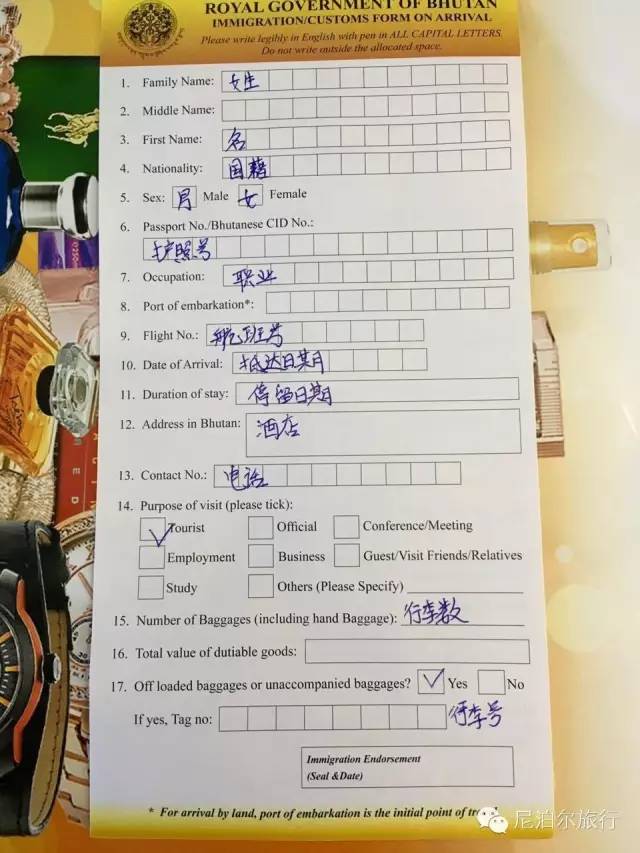 ROYAL GOVERNMENT OF BHUTAN
IMMIGRATION/CUSTOMS FORM ON ARRIVAL
Please write legibly in English with pen in ALL CAPITAL LETTERS.
Do not write outside the allocated space.
1. Family Name: 女生
2. Middle Name:
3. First Name: 名
4. Nationality: 国籍
5. Sex: 男 Male 女 Female
6. Passport No./Bhutanese CID No.:
护照号
7. Occupation: 职业
8. Port of embarkation*:
9. Flight No.: 航班号
10. Date of Arrival: 抵达日期
11. Duration of stay: 停留日期
12. Address in Bhutan: 酒店
13. Contact No.: 电话
14. Purpose of visit (please tick):
Tourist Official Conference/Meeting
Employment Business Guest/Visit Friends/Relatives
Study Others (Please Specify)
15. Number of Baggages (including hand Baggage): 行李数
16. Total value of dutiable goods:
17. Off loaded baggages or unaccompanied baggages? Yes No
If yes, Tag no: 行李号
Immigration Endorsement
(Seal &Date)
* For arrival by land, port of embarkation is the initial point of
尼泊尔旅行